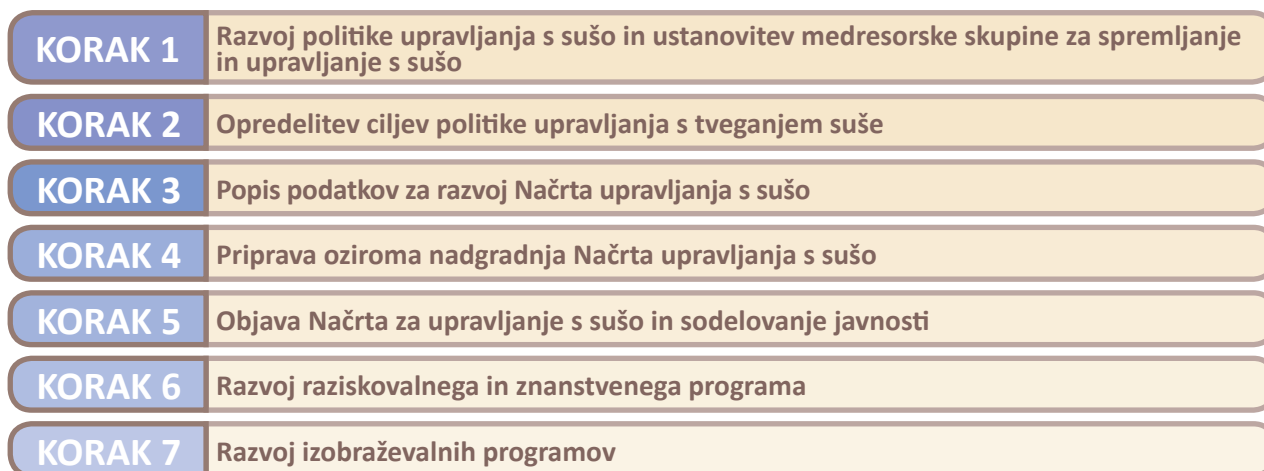 KORAK 1
Razvoj politike upravljanja s sušo in ustanovitev medresorske skupine za spremljanje
in upravljanje s sušo
KORAK 2
Opredelitev ciljev politike upravljanja s tveganjem suše
KORAK 3
Popis podatkov za razvoj Načrta upravljanja s sušo
KORAK 4
Priprava oziroma nadgradnja Načrta upravljanja s sušo
KORAK 5
Objava Načrta za upravljanje s sušo in sodelovanje javnosti
KORAK 6
Razvoj raziskovalnega in znanstvenega programa
KORAK 7
Razvoj izobraževalnih programov